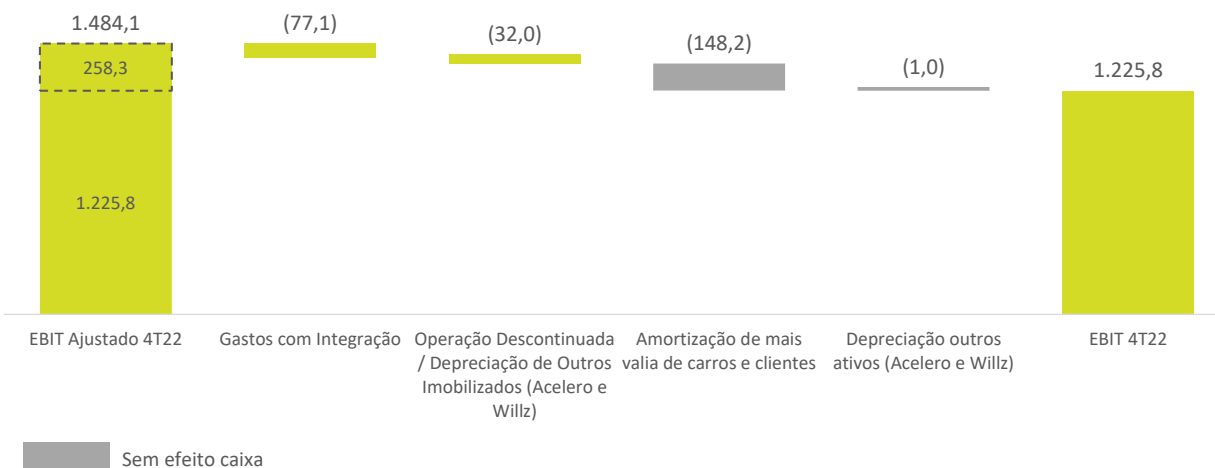 1.484,1
(77,1)
(32,0)
(148,2)
(1,0)
1.225,8
258,3
1.225,8
EBIT Ajustado 4T22
Gastos com Integração
Operação Descontinuada
/ Depreciação de Outros
Imobilizados (Acelero e
Willz)
Amortização de mais
valia de carros e clientes
Depreciação outros
ativos (Acelero e Willz)
EBIT 4T22
Sem efeito caixa